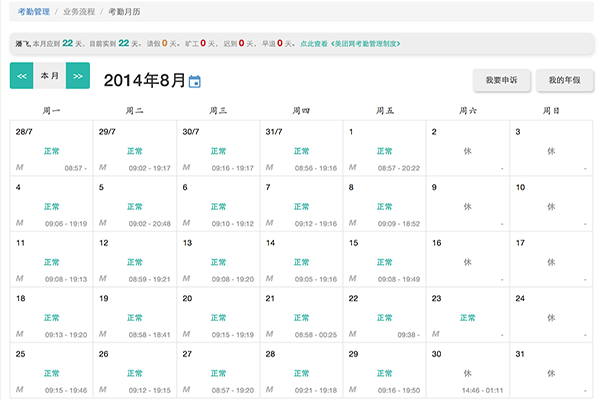 考勤管理 / 业务流程 / 考勤月历
潘飞, 本月应到 22 天，目前实到 22 天。请假 0 天。旷工 0 天，迟到 0 天，早退 0 天。点此查看《美团网考勤管理制度》
<< 本月 >> 2014年8月 我要申诉 我的年假
周一 周二 周三 周四 周五 周六 周日
28/7 29/7 30/7 31/7 1 2 3
正常 正常 正常 正常 正常 休 休
M 08:57 - M 09:02 - 19:17 M 09:16 - 19:17 M 08:56 - 19:16 M 08:57 - 20:22 - -
4 5 6 7 8 9 10
正常 正常 正常 正常 正常 休 休
M 09:06 - 19:19 M 09:02 - 20:48 M 09:10 - 19:12 M 09:12 - 19:16 M 09:09 - 18:52 - -
11 12 13 14 15 16 17
正常 正常 正常 正常 正常 休 休
M 09:08 - 19:13 M 08:59 - 19:21 M 09:08 - 19:20 M 09:05 - 19:16 M 09:08 - 19:49 - -
18 19 20 21 22 23 24
正常 正常 正常 正常 正常 正常 休
M 09:13 - 19:20 M 08:58 - 18:41 M 09:15 - 19:19 M 08:58 - 00:25 M 09:38 - M - -
25 26 27 28 29 30 31
正常 正常 正常 正常 正常 休 休
M 09:15 - 19:46 M 09:12 - 19:15 M 08:57 - 19:20 M 09:21 - 19:18 M 09:16 - 19:50 14:46 - 01:11 -